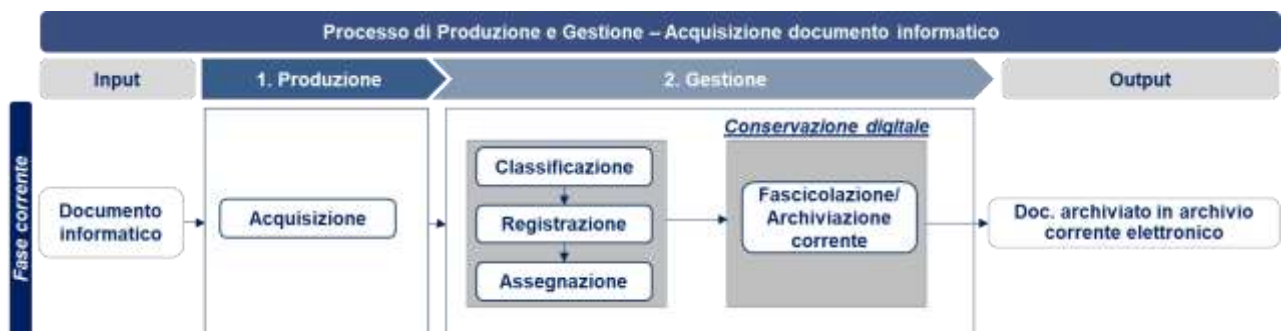 Processo di Produzione e Gestione – Acquisizione documento informatico
Input
1. Produzione
2. Gestione
Output
Fase corrente
Documento
informatico
Acquisizione
Classificazione
Registrazione
Assegnazione
Conservazione digitale
Fascicolazione/
Archiviazione
corrente
Doc. archiviato in archivio
corrente elettronico